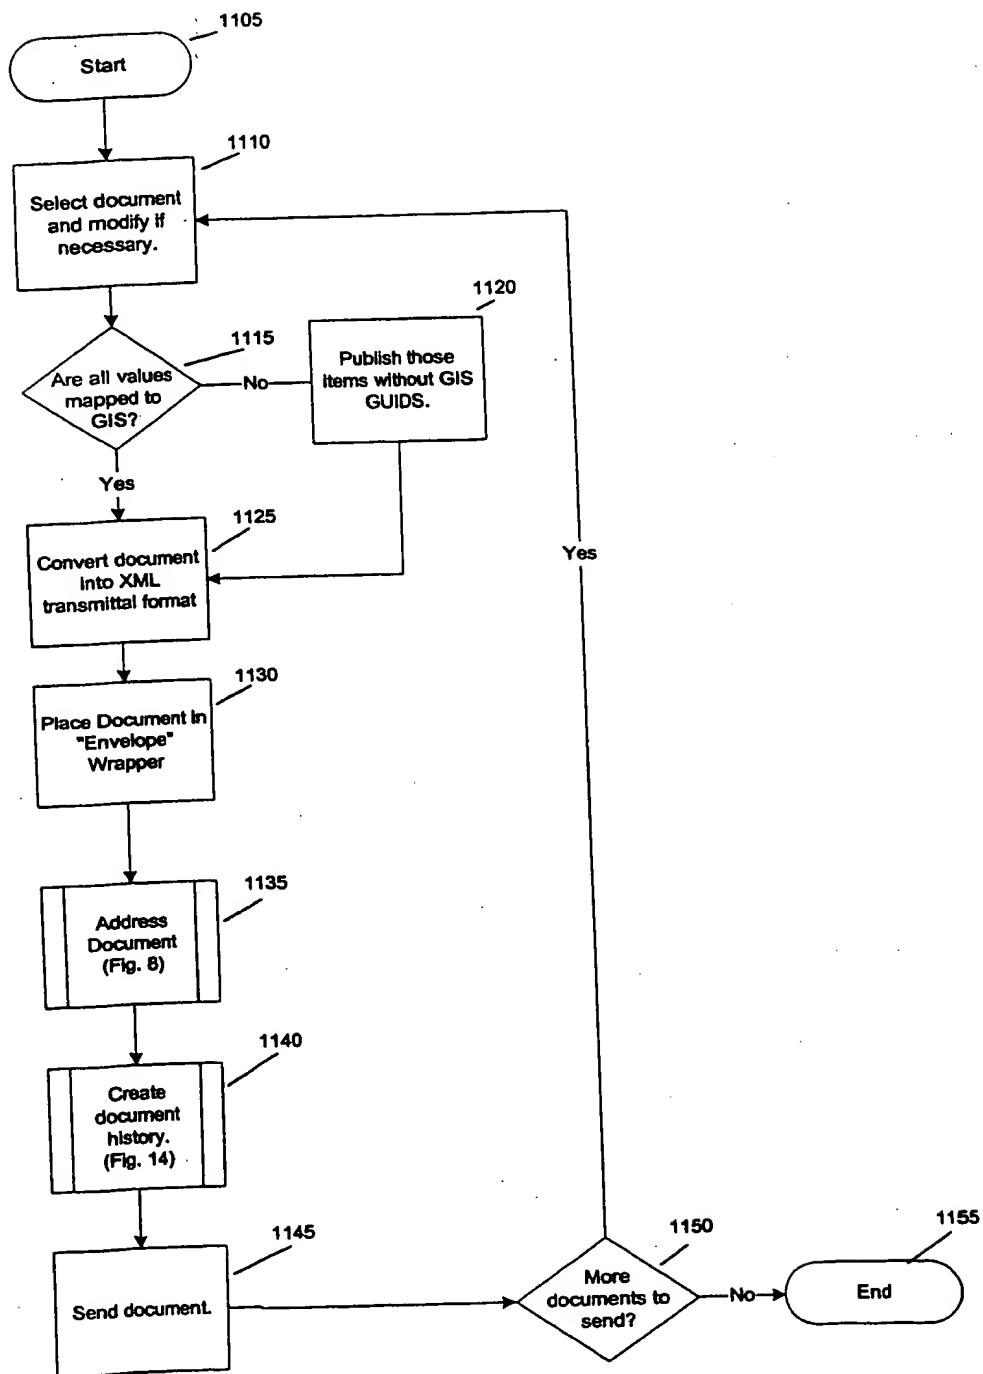 1105
Start
1110
Select document
and modify if
necessary.
1120
Publish those
items without GIS
GUIDS.
1115
Are all values
mapped to
GIS?
No
Yes
1125
Convert document
into XML
transmittal format
Yes
1130
Place Document in
"Envelope"
Wrapper
1135
Address
Document
(Fig. 8)
1140
Create
document
history.
(Fig. 14)
1145
Send document.
1150
More
documents to
send?
No
1155
End